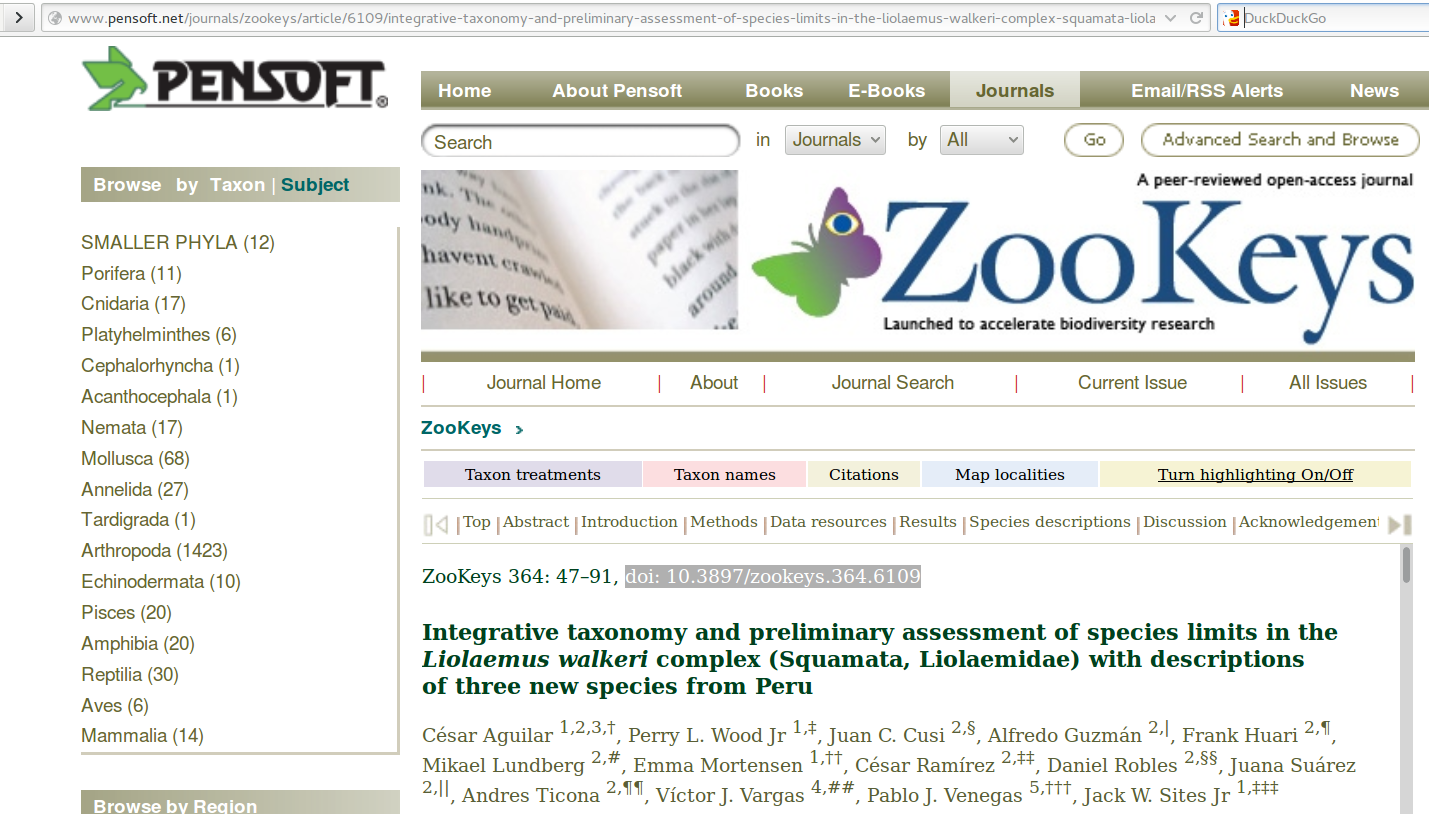 www.pensoft.net/journals/zookeys/article/6109/integrative-taxonomy-and-preliminary-assessment-of-species-limits-in-the-liolaemus-walkeri-complex-squamata-liola
DuckDuckGo
PENSOFT®
Home About Pensoft Books E-Books Journals Email/RSS Alerts News
Search in Journals by All Go Advanced Search and Browse
Browse by Taxon | Subject
SMALLER PHYLA (12)
Porifera (11)
Cnidaria (17)
Platyhelminthes (6)
Cephalorhyncha (1)
Acanthocephala (1)
Nemata (17)
Mollusca (68)
Annelida (27)
Tardigrada (1)
Arthropoda (1423)
Echinodermata (10)
Pisces (20)
Amphibia (20)
Reptilia (30)
Aves (6)
Mammalia (14)
Browse by Region
nk. The
ody
havent
like to get paid
around
A peer-reviewed open-access journal
ZooKeys
Launched to accelerate biodiversity research
| Journal Home | About | Journal Search | Current Issue | All Issues |
ZooKeys
Taxon treatments Taxon names Citations Map localities Turn highlighting On/Off
| Top | Abstract | Introduction | Methods | Data resources | Results | Species descriptions | Discussion | Acknowledgement
ZooKeys 364: 47–91, doi: 10.3897/zookeys.364.6109
Integrative taxonomy and preliminary assessment of species limits in the
Liolaemus walkeri complex (Squamata, Liolaemidae) with descriptions
of three new species from Peru
César Aguilar 1,2,3,†, Perry L. Wood Jr 1,‡, Juan C. Cusi 2,§, Alfredo Guzmán 2,|, Frank Huari 2,¶,
Mikael Lundberg 2,#, Emma Mortensen 1,††, César Ramírez 2,‡‡, Daniel Robles 2,§§, Juana Suárez
2,||, Andres Ticona 2,¶¶, Víctor J. Vargas 4,##, Pablo J. Venegas 5,†††, Jack W. Sites Jr 1,‡‡‡